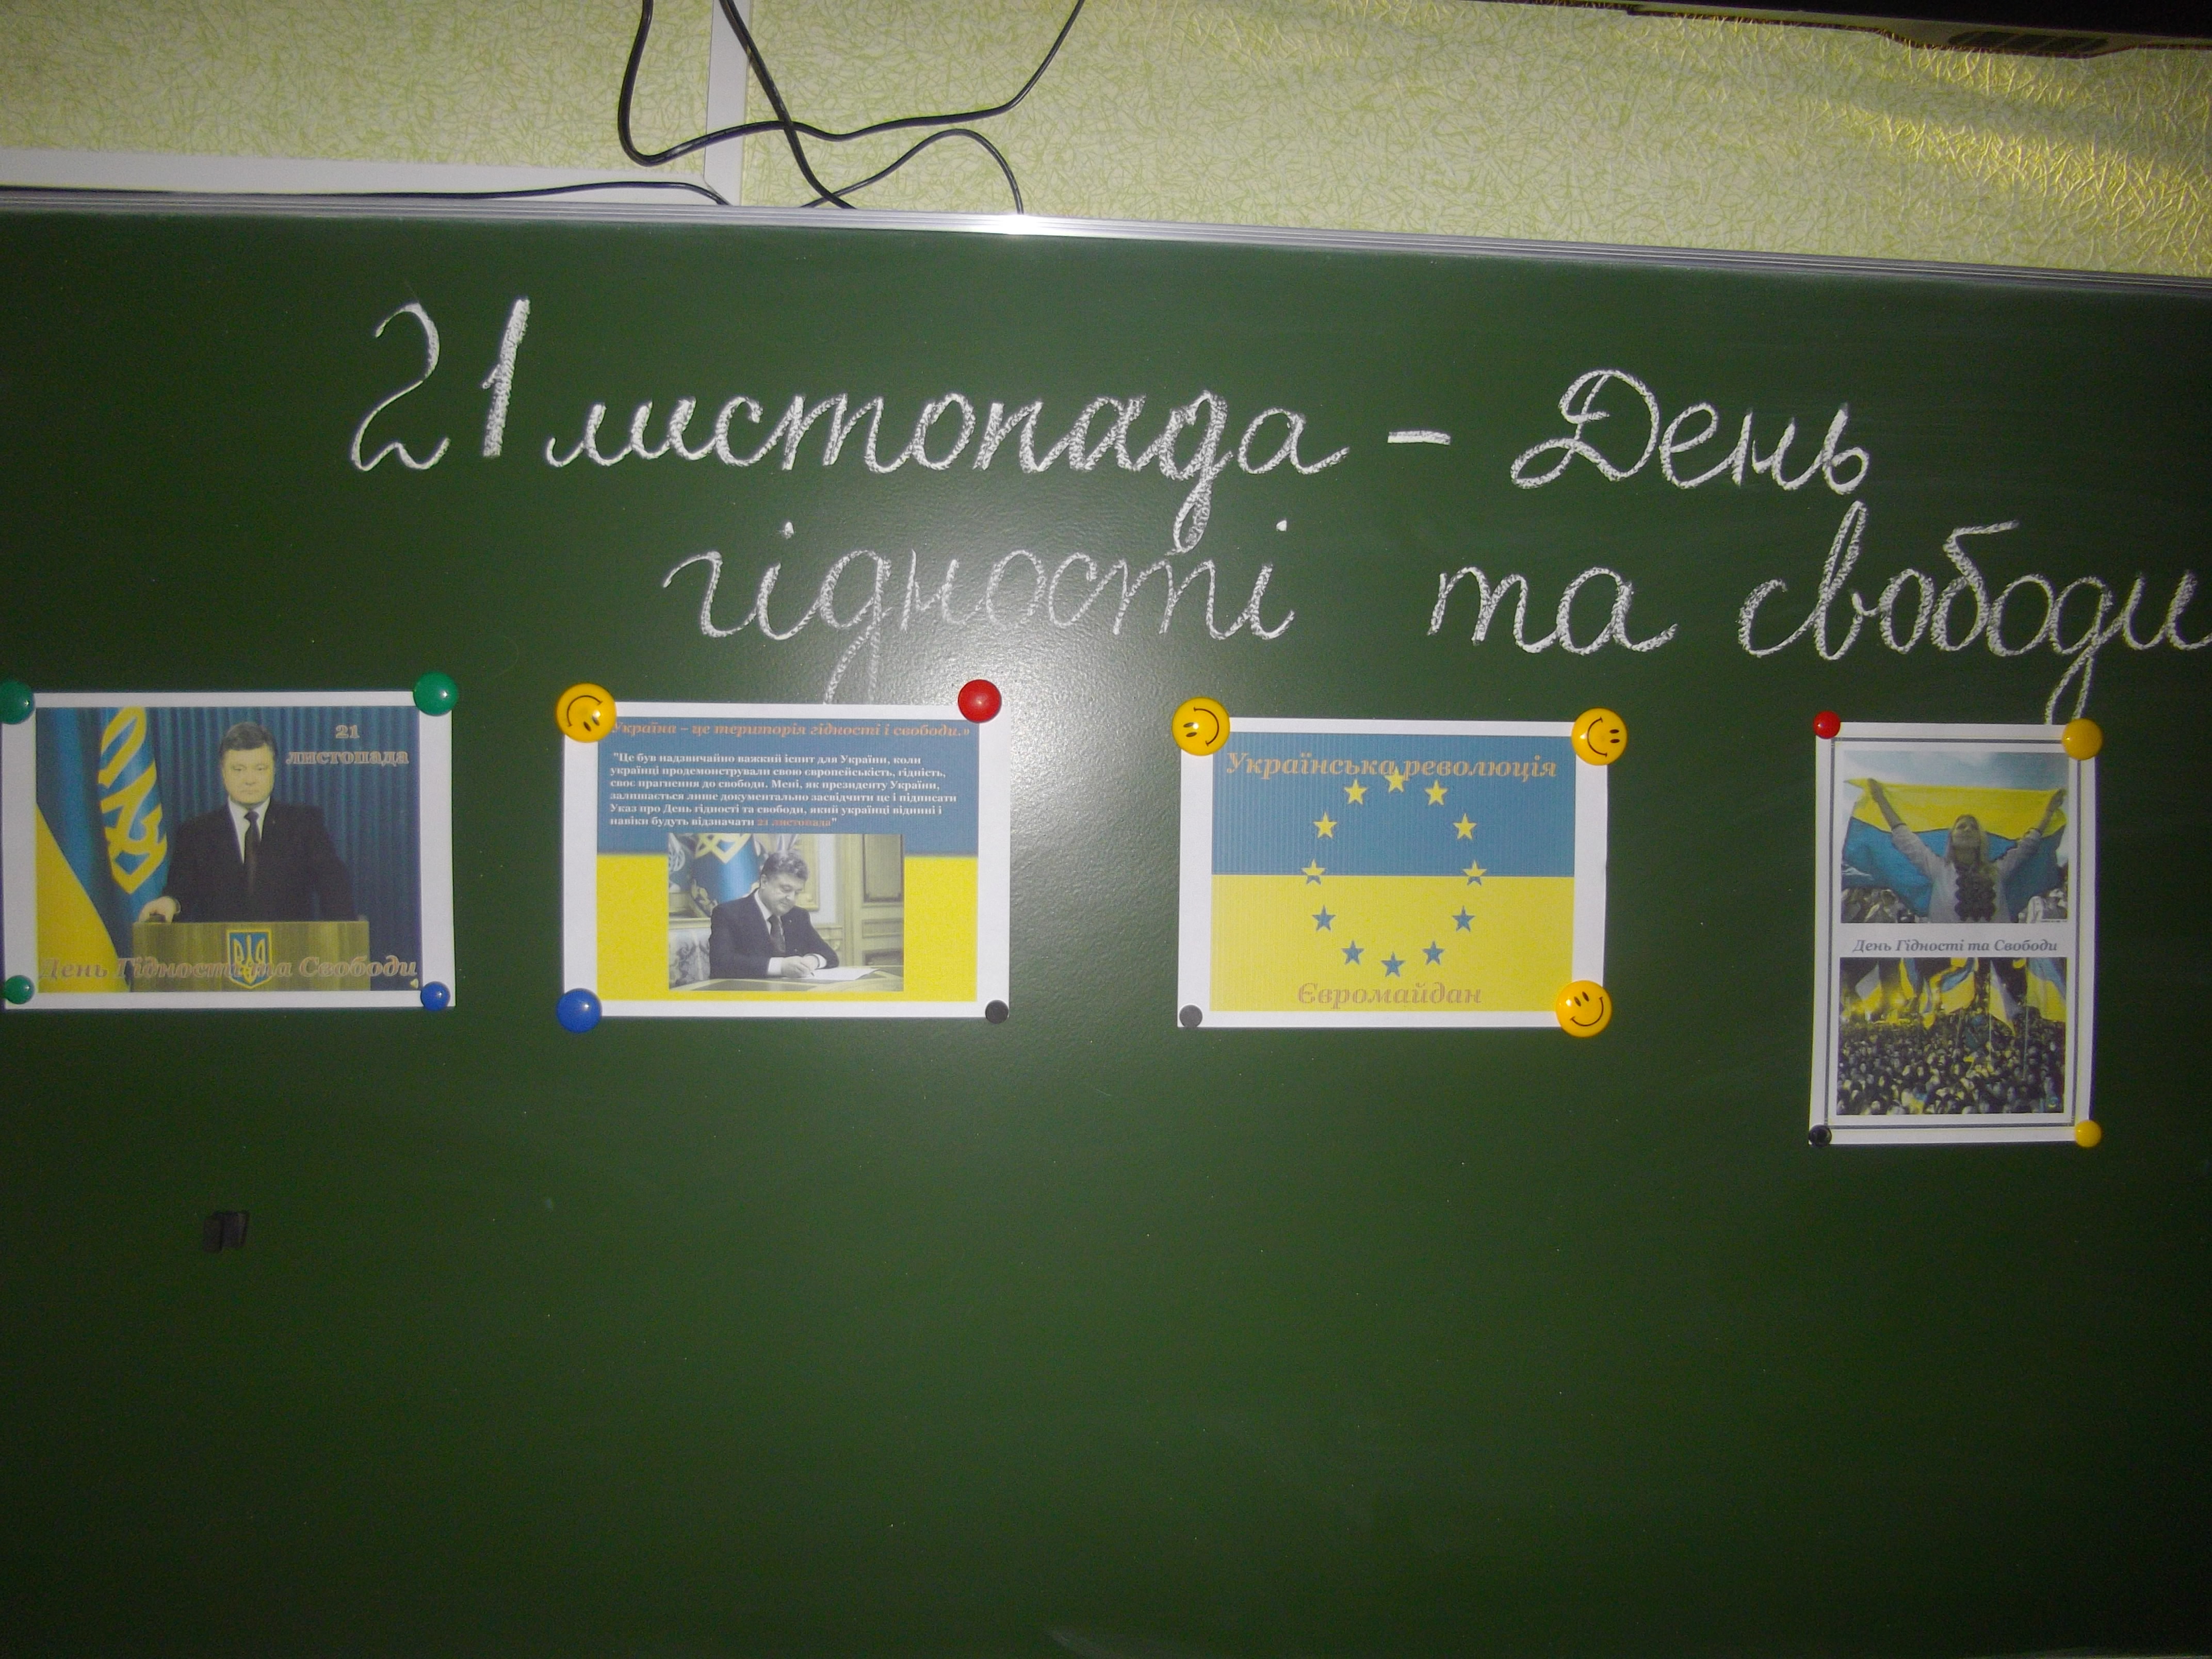 21 листопада - День
гідності та свободи
21
листопада
День Гідності та Свободи
Україна – це територія гідності і свободи.»
"Це був надзвичайно важкий іспит для України, коли
українці продемонстрували свою європейськість, гідність,
своє прагнення до свободи. Мені, як президенту України,
залишається лише документально засвідчити це і підписати
Указ про День гідності та свободи, який українці віднині і
навіки будуть відзначати 21 листопада"
Українська революція
Євромайдан
День Гідності та Свободи